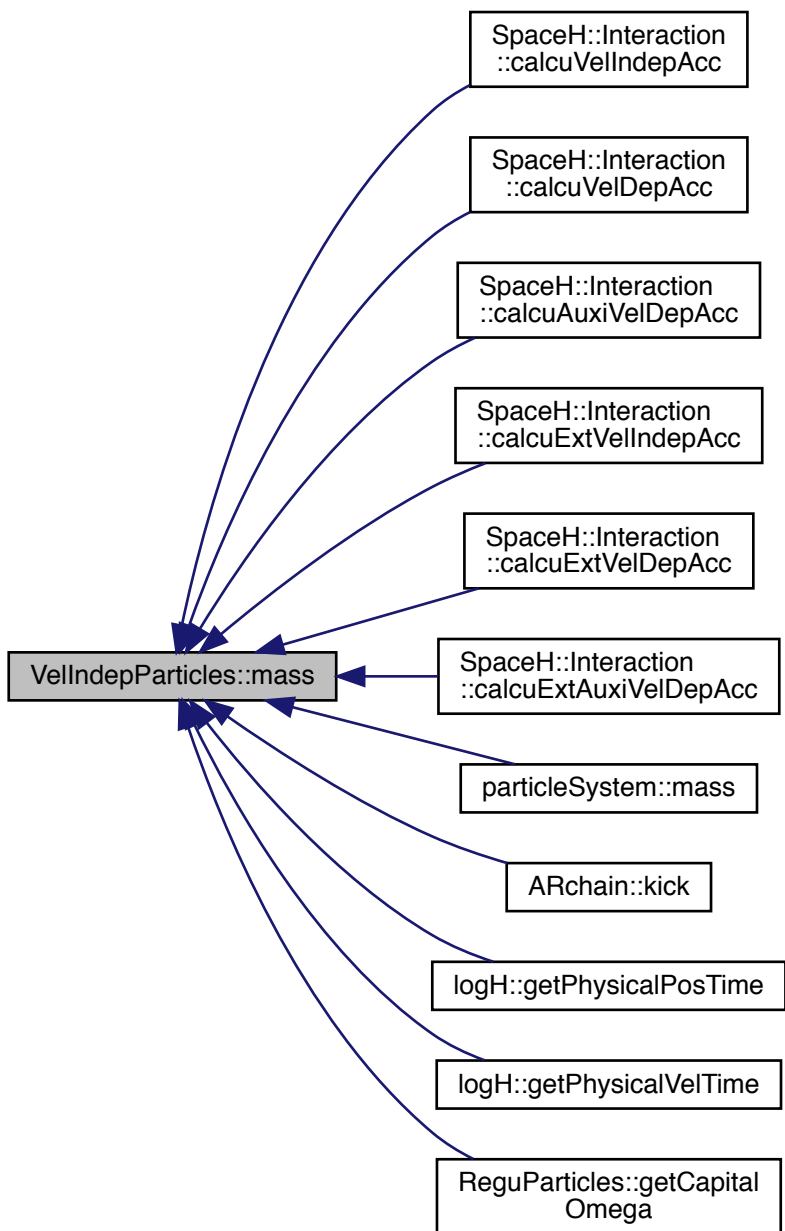 SpaceH::Interaction
::calcuVelIndepAcc
SpaceH::Interaction
::calcuVelDepAcc
SpaceH::Interaction
::calcuAuxiVelDepAcc
SpaceH::Interaction
::calcuExtVelIndepAcc
SpaceH::Interaction
::calcuExtVelDepAcc
VelIndepParticles::mass
SpaceH::Interaction
::calcuExtAuxiVelDepAcc
particleSystem::mass
ARchain::kick
logH::getPhysicalPosTime
logH::getPhysicalVelTime
ReguParticles::getCapital
Omega